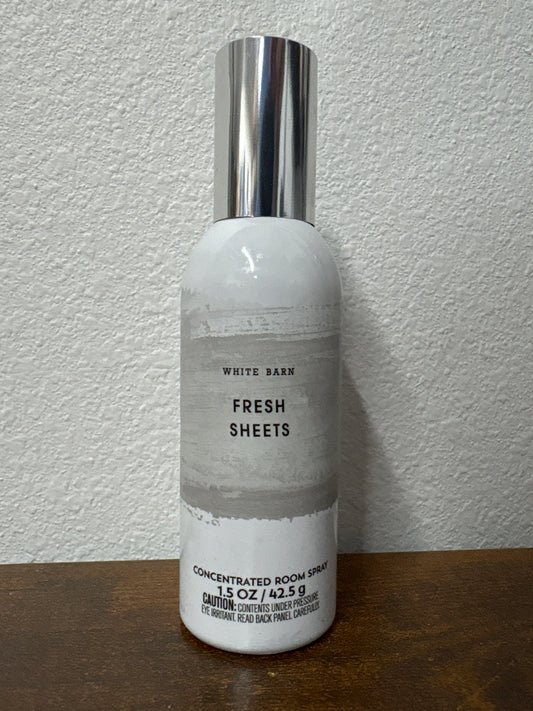 WHITE BARN
FRESH
SHEETS
CONCENTRATED ROOM SPRAY
1.5 OZ / 42.5 g
CAUTION: CONTENTS UNDER PRESSURE
EYE IRRITANT. READ BACK PANEL CAREFULLY.